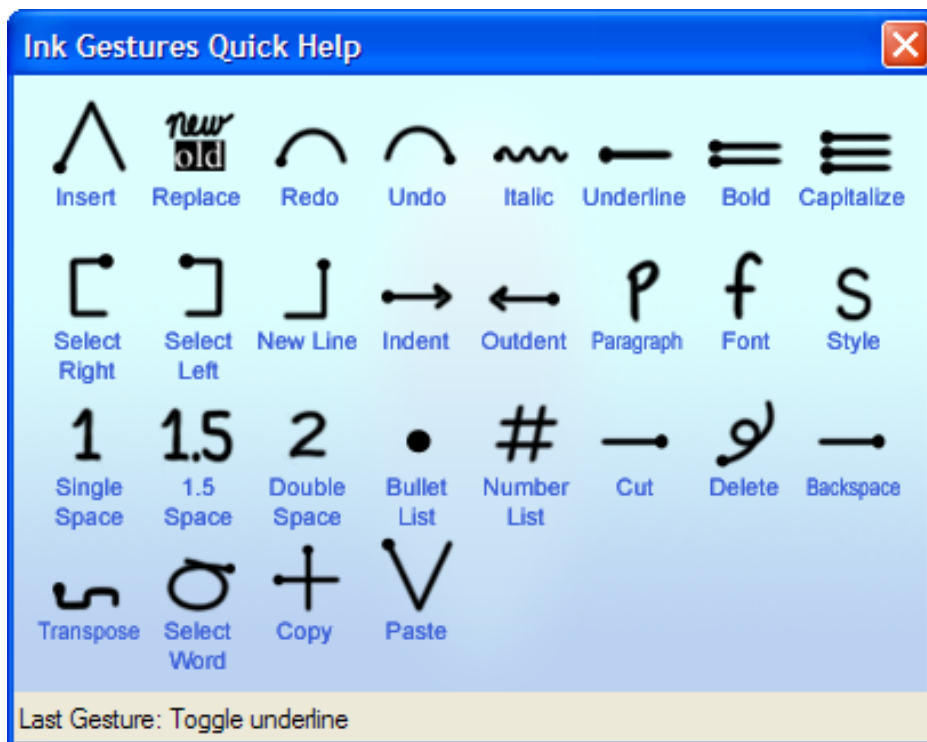 Ink Gestures Quick Help
new
old
Insert Replace Redo Undo Italic Underline Bold Capitalize
p f S
Select Select New Line Indent Outdent Paragraph Font Style
Right Left
1 1.5 2 #
Single 1.5 Double Bullet Number Cut Delete Backspace
Space Space Space List List
Transpose Select Copy Paste
Word
Last Gesture: Toggle underline